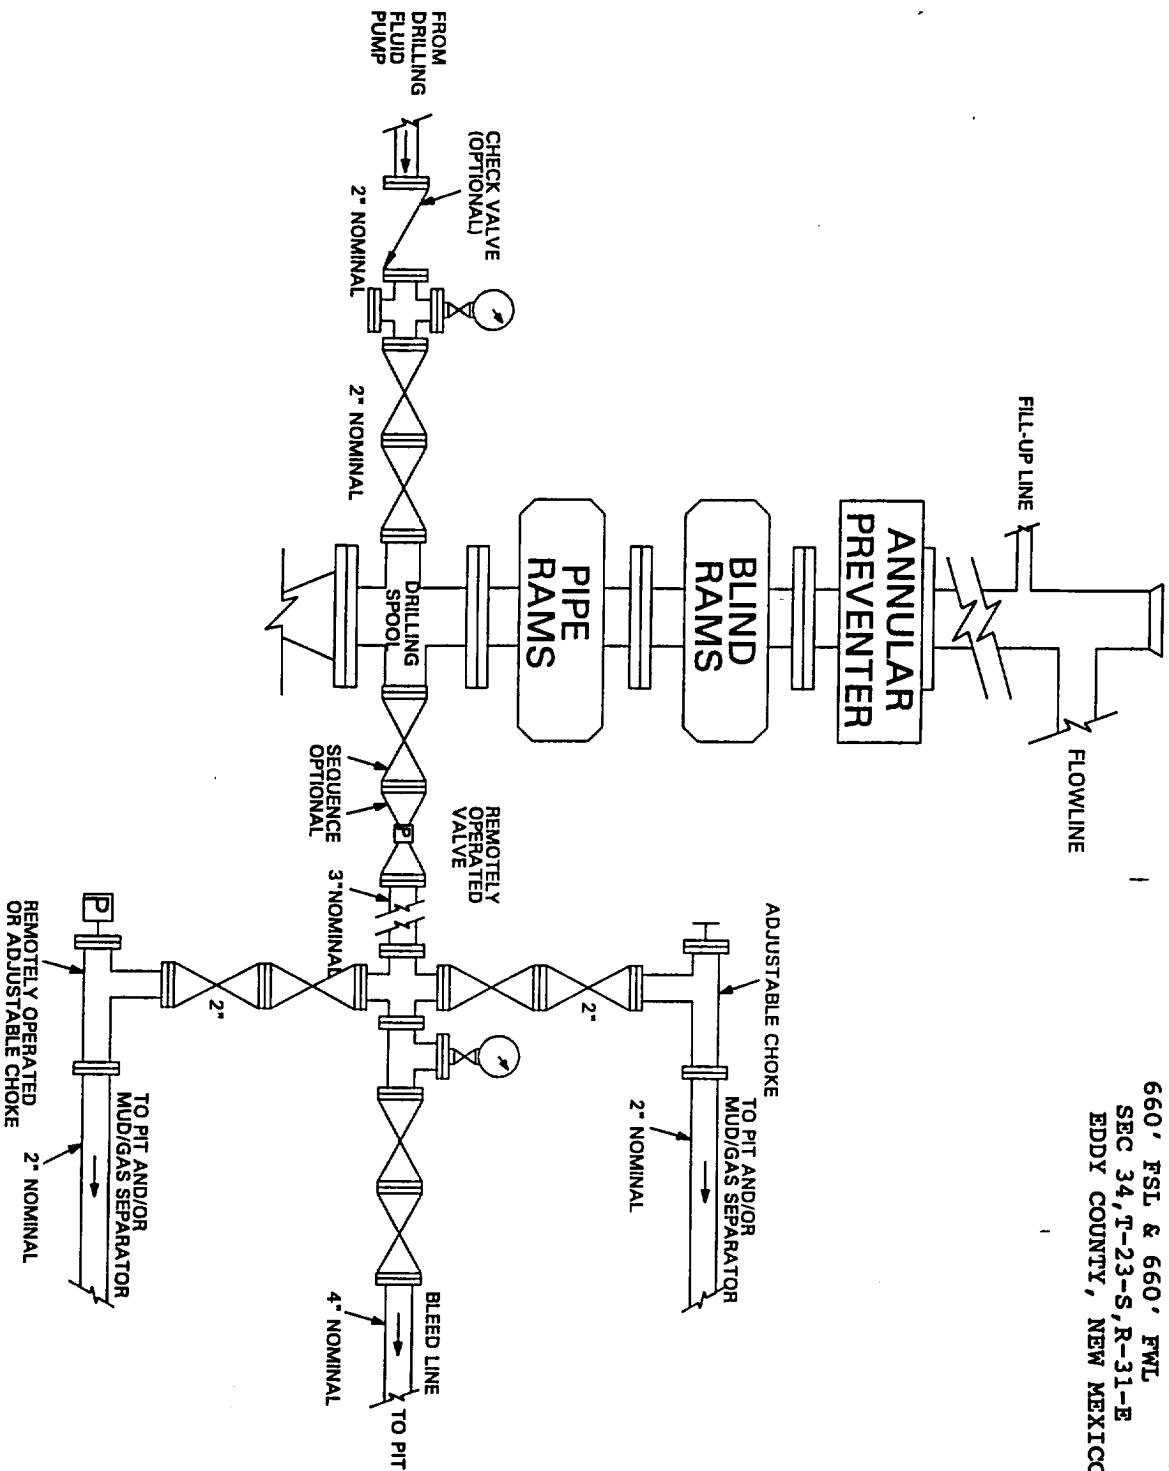 660' FSL & 660' FWL
SEC 34,T-23-S,R-31-E
EDDY COUNTY, NEW MEXICO
FILL-UP LINE
FLOWLINE
ANNULAR
PREVENTER
BLIND
RAMS
PIPE
RAMS
DRILLING
SPOOL
FROM
DRILLING
FLUID
PUMP
CHECK VALVE
(OPTIONAL)
2" NOMINAL
2" NOMINAL
REMOTELY
OPERATED
VALVE
P
SEQUENCE
OPTIONAL
3"NOMINAL
ADJUSTABLE CHOKE
2"
TO PIT AND/OR
MUD/GAS SEPARATOR
2" NOMINAL
BLEED LINE
4" NOMINAL
TO PIT
2"
P
REMOTELY OPERATED
OR ADJUSTABLE CHOKE
TO PIT AND/OR
MUD/GAS SEPARATOR
2" NOMINAL